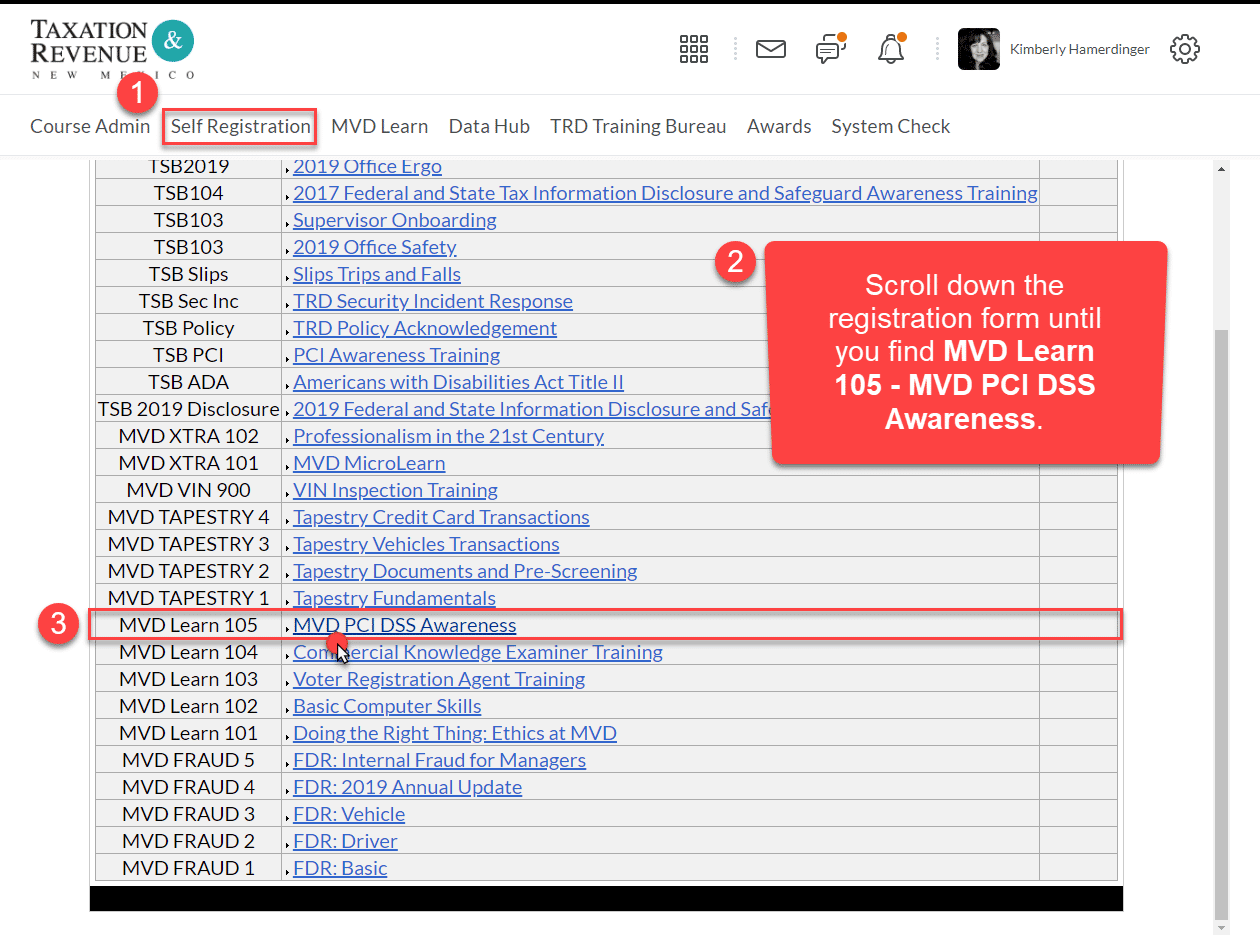 TAXATION &
REVENUE
NEW MEXICO
Kimberly Hamerdinger
1
Course Admin Self Registration MVD Learn Data Hub TRD Training Bureau Awards System Check
TSB2019 2019 Office Ergo
TSB104 2017 Federal and State Tax Information Disclosure and Safeguard Awareness Training
TSB103 Supervisor Onboarding
TSB103 2019 Office Safety
TSB Slips Slips Trips and Falls
TSB Sec Inc TRD Security Incident Response
TSB Policy TRD Policy Acknowledgement
TSB PCI PCI Awareness Training
TSB ADA Americans with Disabilities Act Title II
TSB 2019 Disclosure 2019 Federal and State Information Disclosure and Safe
MVD XTRA 102 Professionalism in the 21st Century
MVD XTRA 101 MVD MicroLearn
MVD VIN 900 VIN Inspection Training
MVD TAPESTRY 4 Tapestry Credit Card Transactions
MVD TAPESTRY 3 Tapestry Vehicles Transactions
MVD TAPESTRY 2 Tapestry Documents and Pre-Screening
MVD TAPESTRY 1 Tapestry Fundamentals
3
MVD Learn 105 MVD PCI DSS Awareness
MVD Learn 104 Commercial Knowledge Examiner Training
MVD Learn 103 Voter Registration Agent Training
MVD Learn 102 Basic Computer Skills
MVD Learn 101 Doing the Right Thing: Ethics at MVD
MVD FRAUD 5 FDR: Internal Fraud for Managers
MVD FRAUD 4 FDR: 2019 Annual Update
MVD FRAUD 3 FDR: Vehicle
MVD FRAUD 2 FDR: Driver
MVD FRAUD 1 FDR: Basic
2
Scroll down the
registration form until
you find MVD Learn
105 - MVD PCI DSS
Awareness.